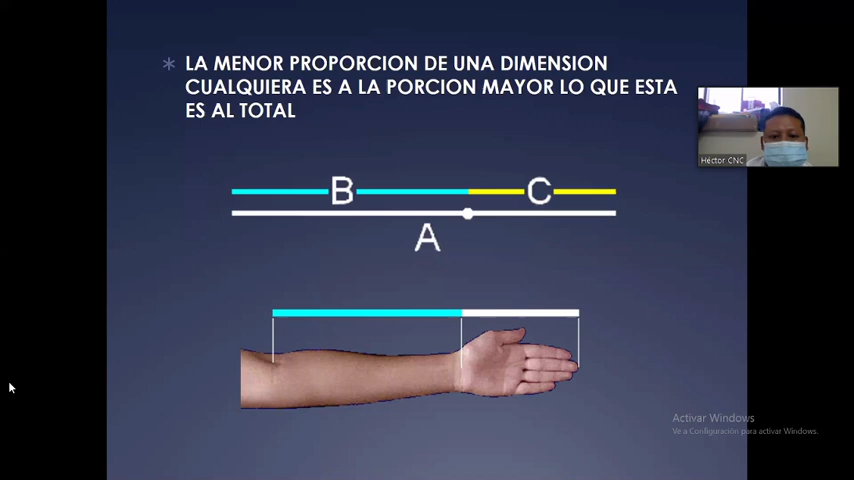 LA MENOR PROPORCION DE UNA DIMENSION
CUALQUIERA ES A LA PORCION MAYOR LO QUE ESTA
ES AL TOTAL
Héctor CNC
B
C
A
Activar Windows
Ve a Configuración para activar Windows.